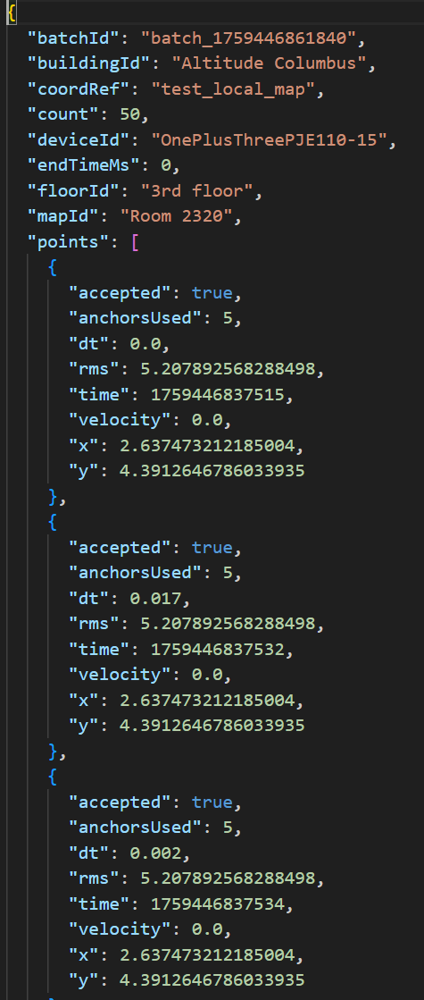 {
"batchId": "batch_1759446861840",
"buildingId": "Altitude Columbus",
"coordRef": "test_local_map",
"count": 50,
"deviceId": "OnePlusThreePJE110-15",
"endTimeMs": 0,
"floorId": "3rd floor",
"mapId": "Room 2320",
"points": [
{
"accepted": true,
"anchorsUsed": 5,
"dt": 0.0,
"rms": 5.207892568288498,
"time": 1759446837515,
"velocity": 0.0,
"x": 2.637473212185004,
"y": 4.3912646786033935
},
{
"accepted": true,
"anchorsUsed": 5,
"dt": 0.017,
"rms": 5.207892568288498,
"time": 1759446837532,
"velocity": 0.0,
"x": 2.637473212185004,
"y": 4.3912646786033935
},
{
"accepted": true,
"anchorsUsed": 5,
"dt": 0.002,
"rms": 5.207892568288498,
"time": 1759446837534,
"velocity": 0.0,
"x": 2.637473212185004,
"y": 4.3912646786033935